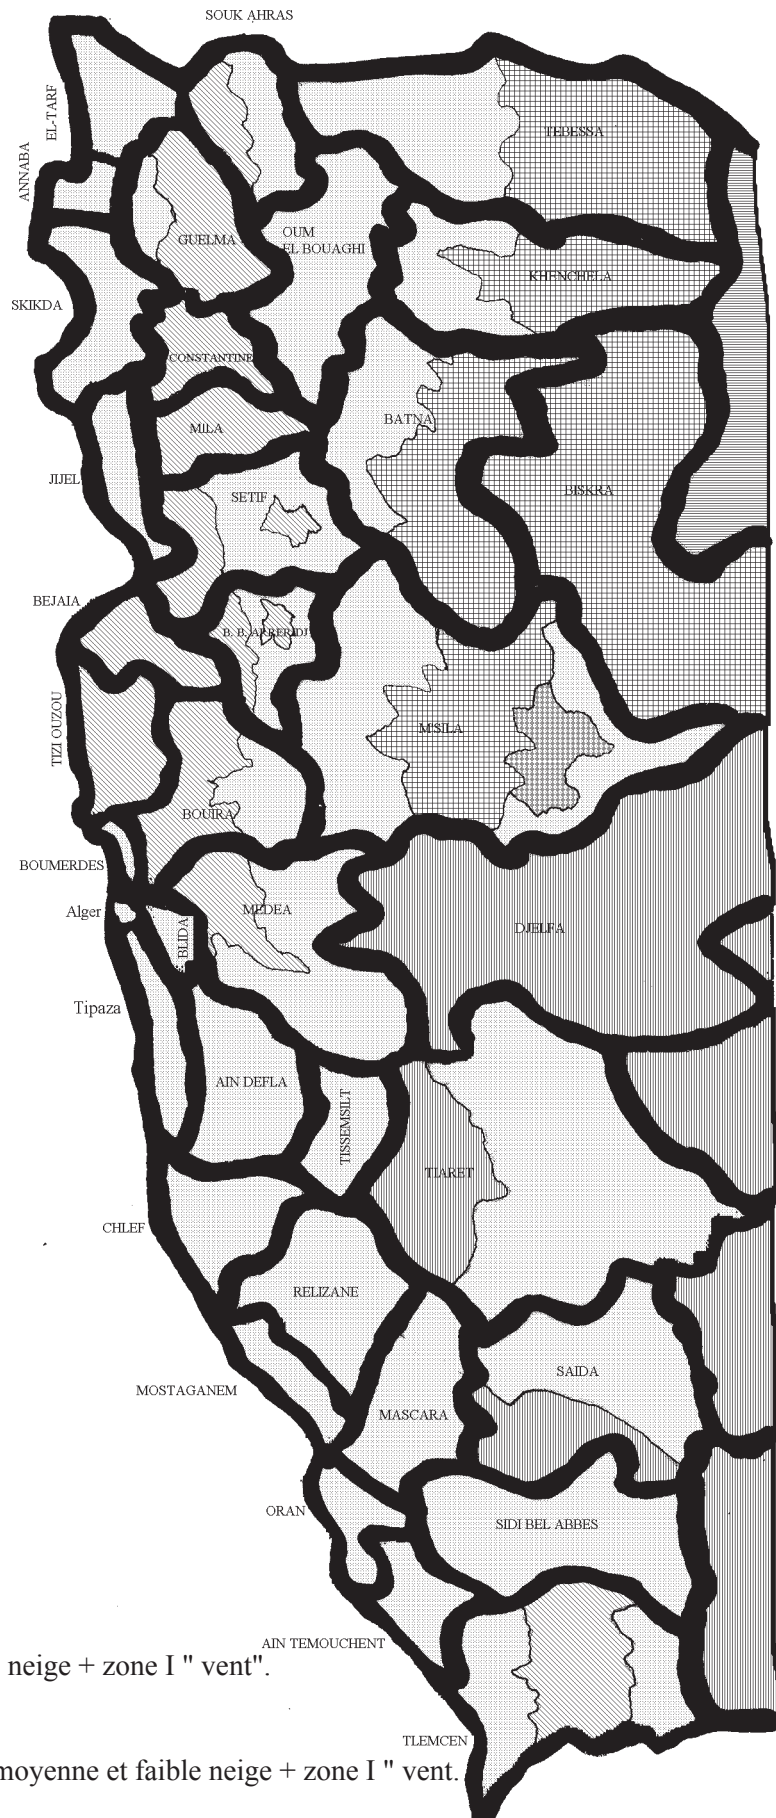 SOUK AHRAS
EL-TARF
ANNABA
TEBESSA
GUELMA
OUM
EL BOUAGHI
KHENCHELA
SKIKDA
CONSTANTINE
BATNA
MILA
JIJEL
SETIF
BISKRA
BEJAIA
B. B. ARRERIDJ
TIZI OUZOU
M'SILA
BOUIRA
BOUMERDES
Alger
MEDEA
BLIDA
DJELFA
Tipaza
AIN DEFLA
TISSEMSILT
TIARET
CHLEF
RELIZANE
SAIDA
MOSTAGANEM
MASCARA
ORAN
SIDI BEL ABBES
AIN TEMOUCHENT
neige + zone I " vent".
TLEMCEN
moyenne et faible neige + zone I " vent.